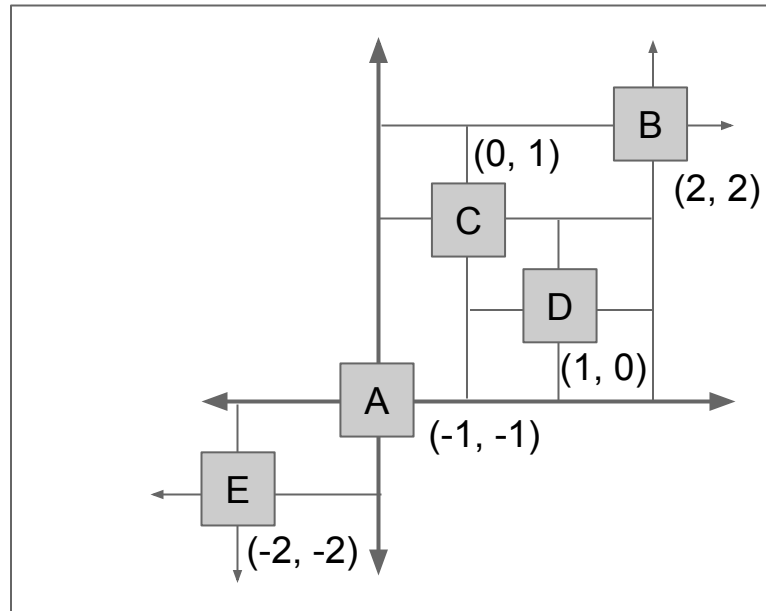 B
(0, 1)
(2, 2)
C
D
(1, 0)
A
(-1, -1)
E
(-2, -2)